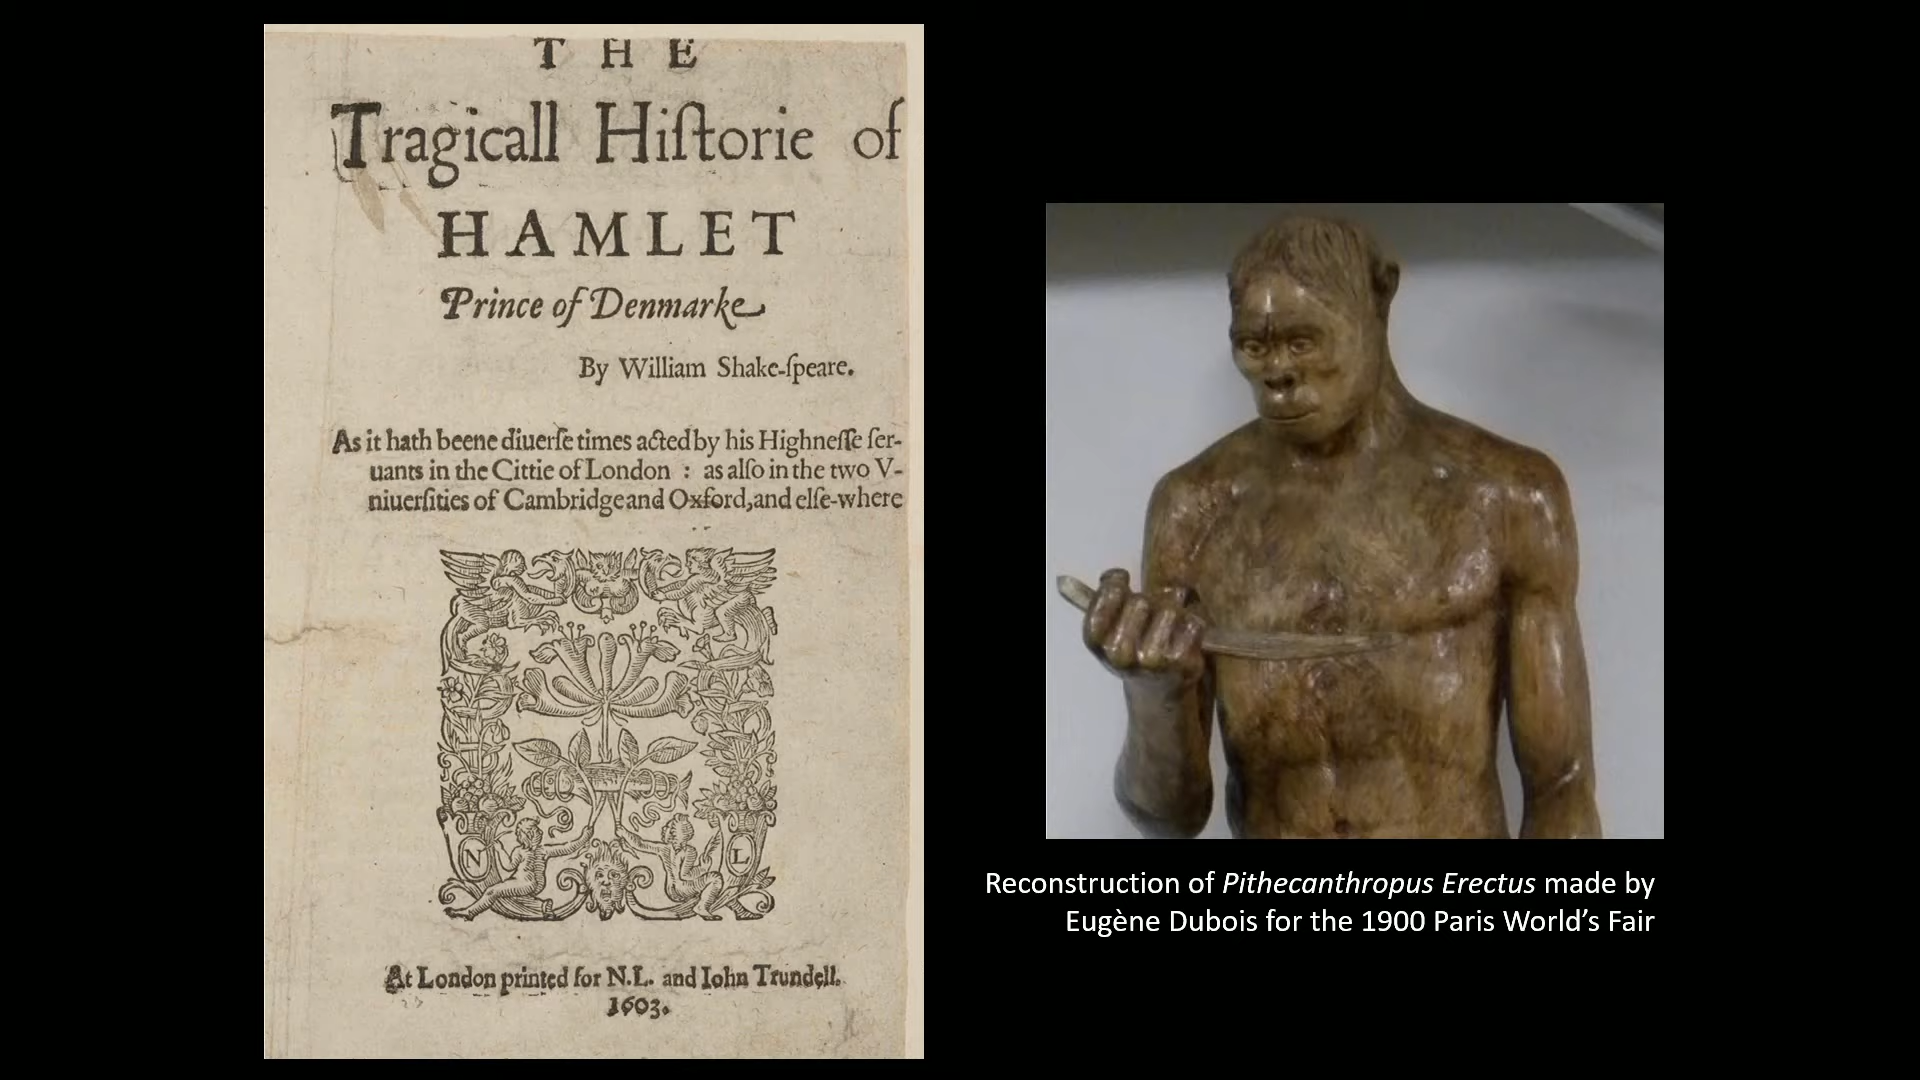 THE
Tragicall Hiſtorie of
HAMLET
Prince of Denmarke
By William Shake-ſpeare.
As it hath beene diuerſe times acted by his Highneſſe ſer-
uants in the Cittie of London : as alſo in the two V-
niuerſities of Cambridge and Oxford, and elſe-where
N L
At London printed for N.L. and Iohn Trundell.
1603.
Reconstruction of Pithecanthropus Erectus made by
Eugène Dubois for the 1900 Paris World’s Fair